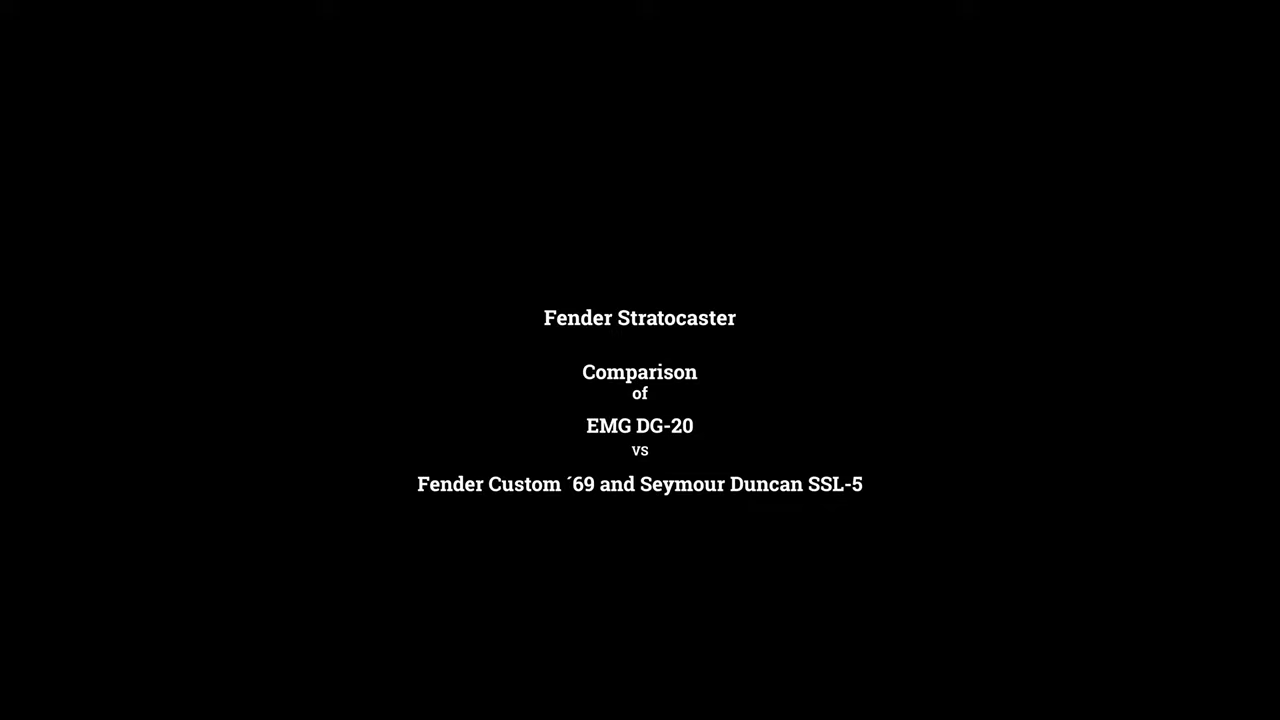 Fender Stratocaster
Comparison
of
EMG DG-20
vs
Fender Custom ´69 and Seymour Duncan SSL-5